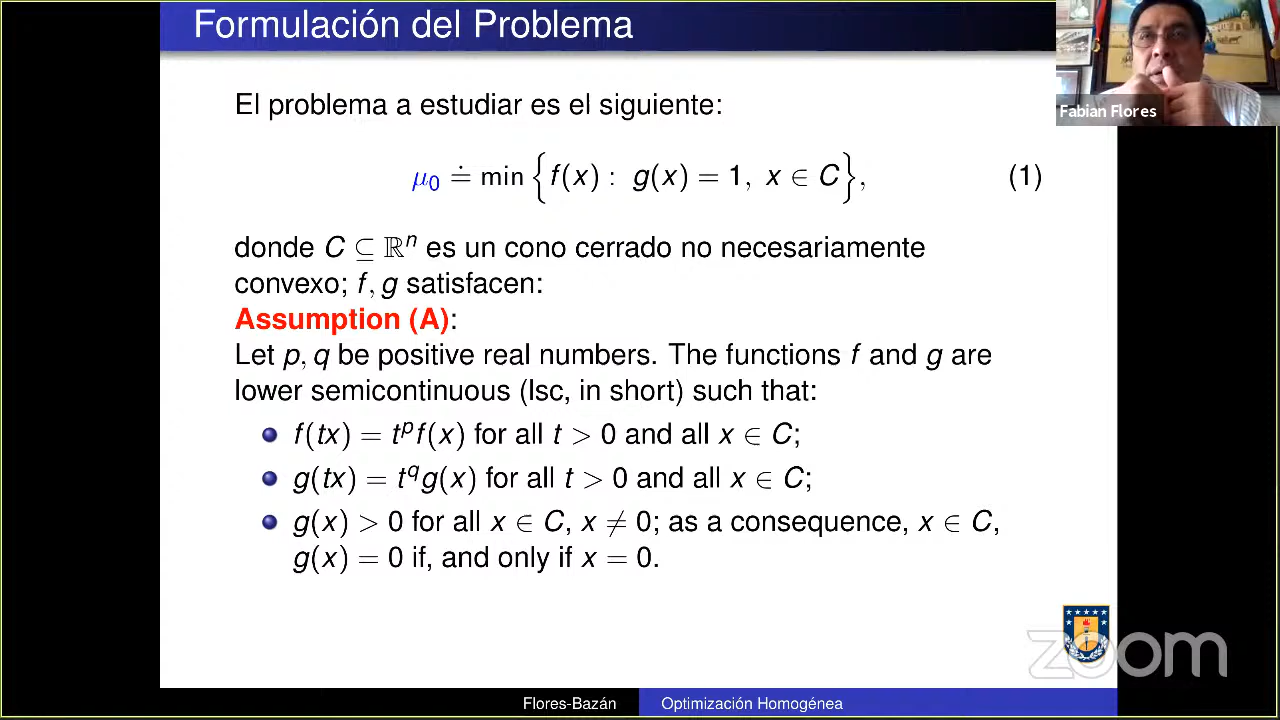 Formulación del Problema
Fabian Flores
El problema a estudiar es el siguiente:
μ₀ ≐ min { f(x) : g(x) = 1, x ∈ C }, (1)
donde C ⊆ ℝⁿ es un cono cerrado no necesariamente
convexo; f, g satisfacen:
Assumption (A):
Let p, q be positive real numbers. The functions f and g are
lower semicontinuous (lsc, in short) such that:
f(tx) = tᵖf(x) for all t > 0 and all x ∈ C;
g(tx) = t^q g(x) for all t > 0 and all x ∈ C;
g(x) > 0 for all x ∈ C, x ≠ 0; as a consequence, x ∈ C,
g(x) = 0 if, and only if x = 0.
zoom
Flores-Bazán Optimización Homogénea